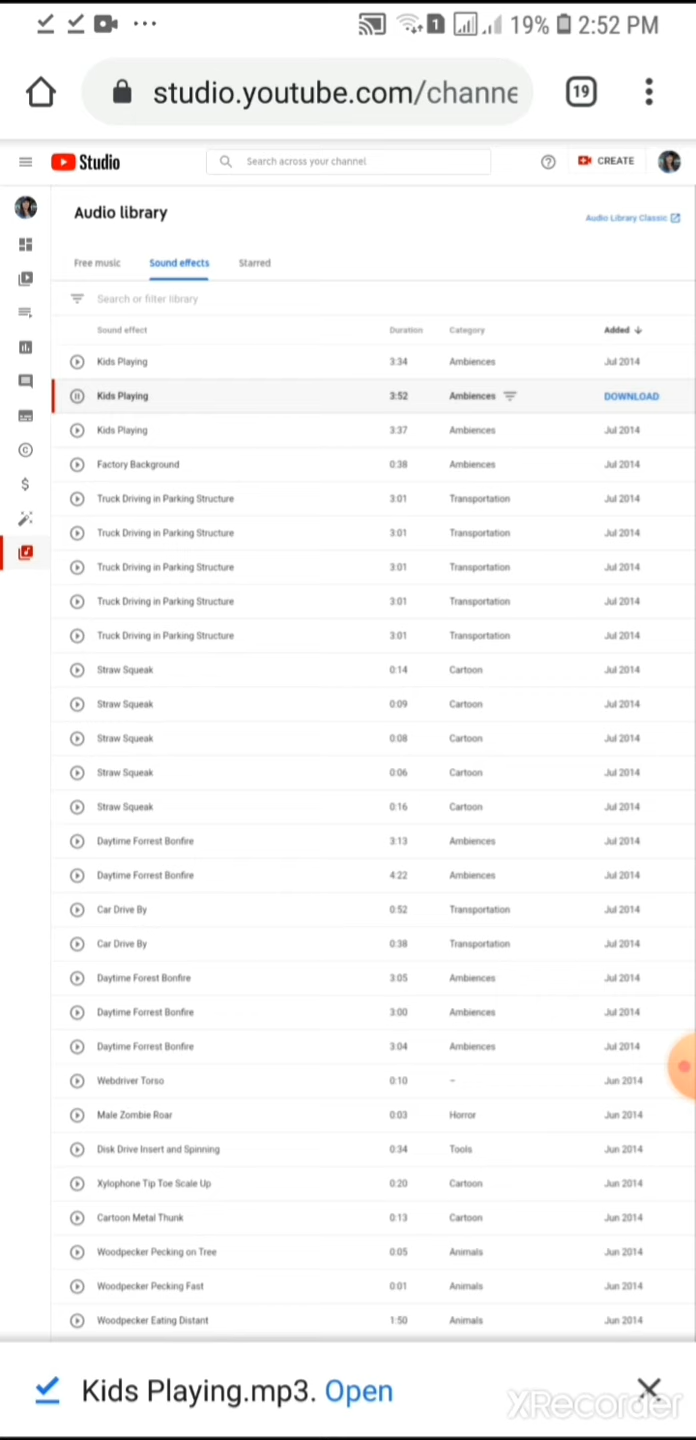 1 19% 2:52 PM
studio.youtube.com/channe 19
Studio Search across your channel CREATE
Audio library
Audio Library Classic
Free music Sound effects Starred
Search or filter library
Sound effect Duration Category Added
Kids Playing 3:34 Ambiences Jul 2014
Kids Playing 3:52 Ambiences DOWNLOAD
Kids Playing 3:37 Ambiences Jul 2014
Factory Background 0:38 Ambiences Jul 2014
Truck Driving in Parking Structure 3:01 Transportation Jul 2014
Truck Driving in Parking Structure 3:01 Transportation Jul 2014
Truck Driving in Parking Structure 3:01 Transportation Jul 2014
Truck Driving in Parking Structure 3:01 Transportation Jul 2014
Truck Driving in Parking Structure 3:01 Transportation Jul 2014
Straw Squeak 0:14 Cartoon Jul 2014
Straw Squeak 0:09 Cartoon Jul 2014
Straw Squeak 0:08 Cartoon Jul 2014
Straw Squeak 0:06 Cartoon Jul 2014
Straw Squeak 0:16 Cartoon Jul 2014
Daytime Forrest Bonfire 3:13 Ambiences Jul 2014
Daytime Forrest Bonfire 4:22 Ambiences Jul 2014
Car Drive By 0:52 Transportation Jul 2014
Car Drive By 0:38 Transportation Jul 2014
Daytime Forest Bonfire 3:05 Ambiences Jul 2014
Daytime Forrest Bonfire 3:00 Ambiences Jul 2014
Daytime Forrest Bonfire 3:04 Ambiences Jul 2014
Webdriver Torso 0:10 – Jun 2014
Male Zombie Roar 0:03 Horror Jun 2014
Disk Drive Insert and Spinning 0:34 Tools Jun 2014
Xylophone Tip Toe Scale Up 0:20 Cartoon Jun 2014
Cartoon Metal Thunk 0:13 Cartoon Jun 2014
Woodpecker Pecking on Tree 0:05 Animals Jun 2014
Woodpecker Pecking Fast 0:01 Animals Jun 2014
Woodpecker Eating Distant 1:50 Animals Jun 2014
Kids Playing.mp3. Open
XRecorder